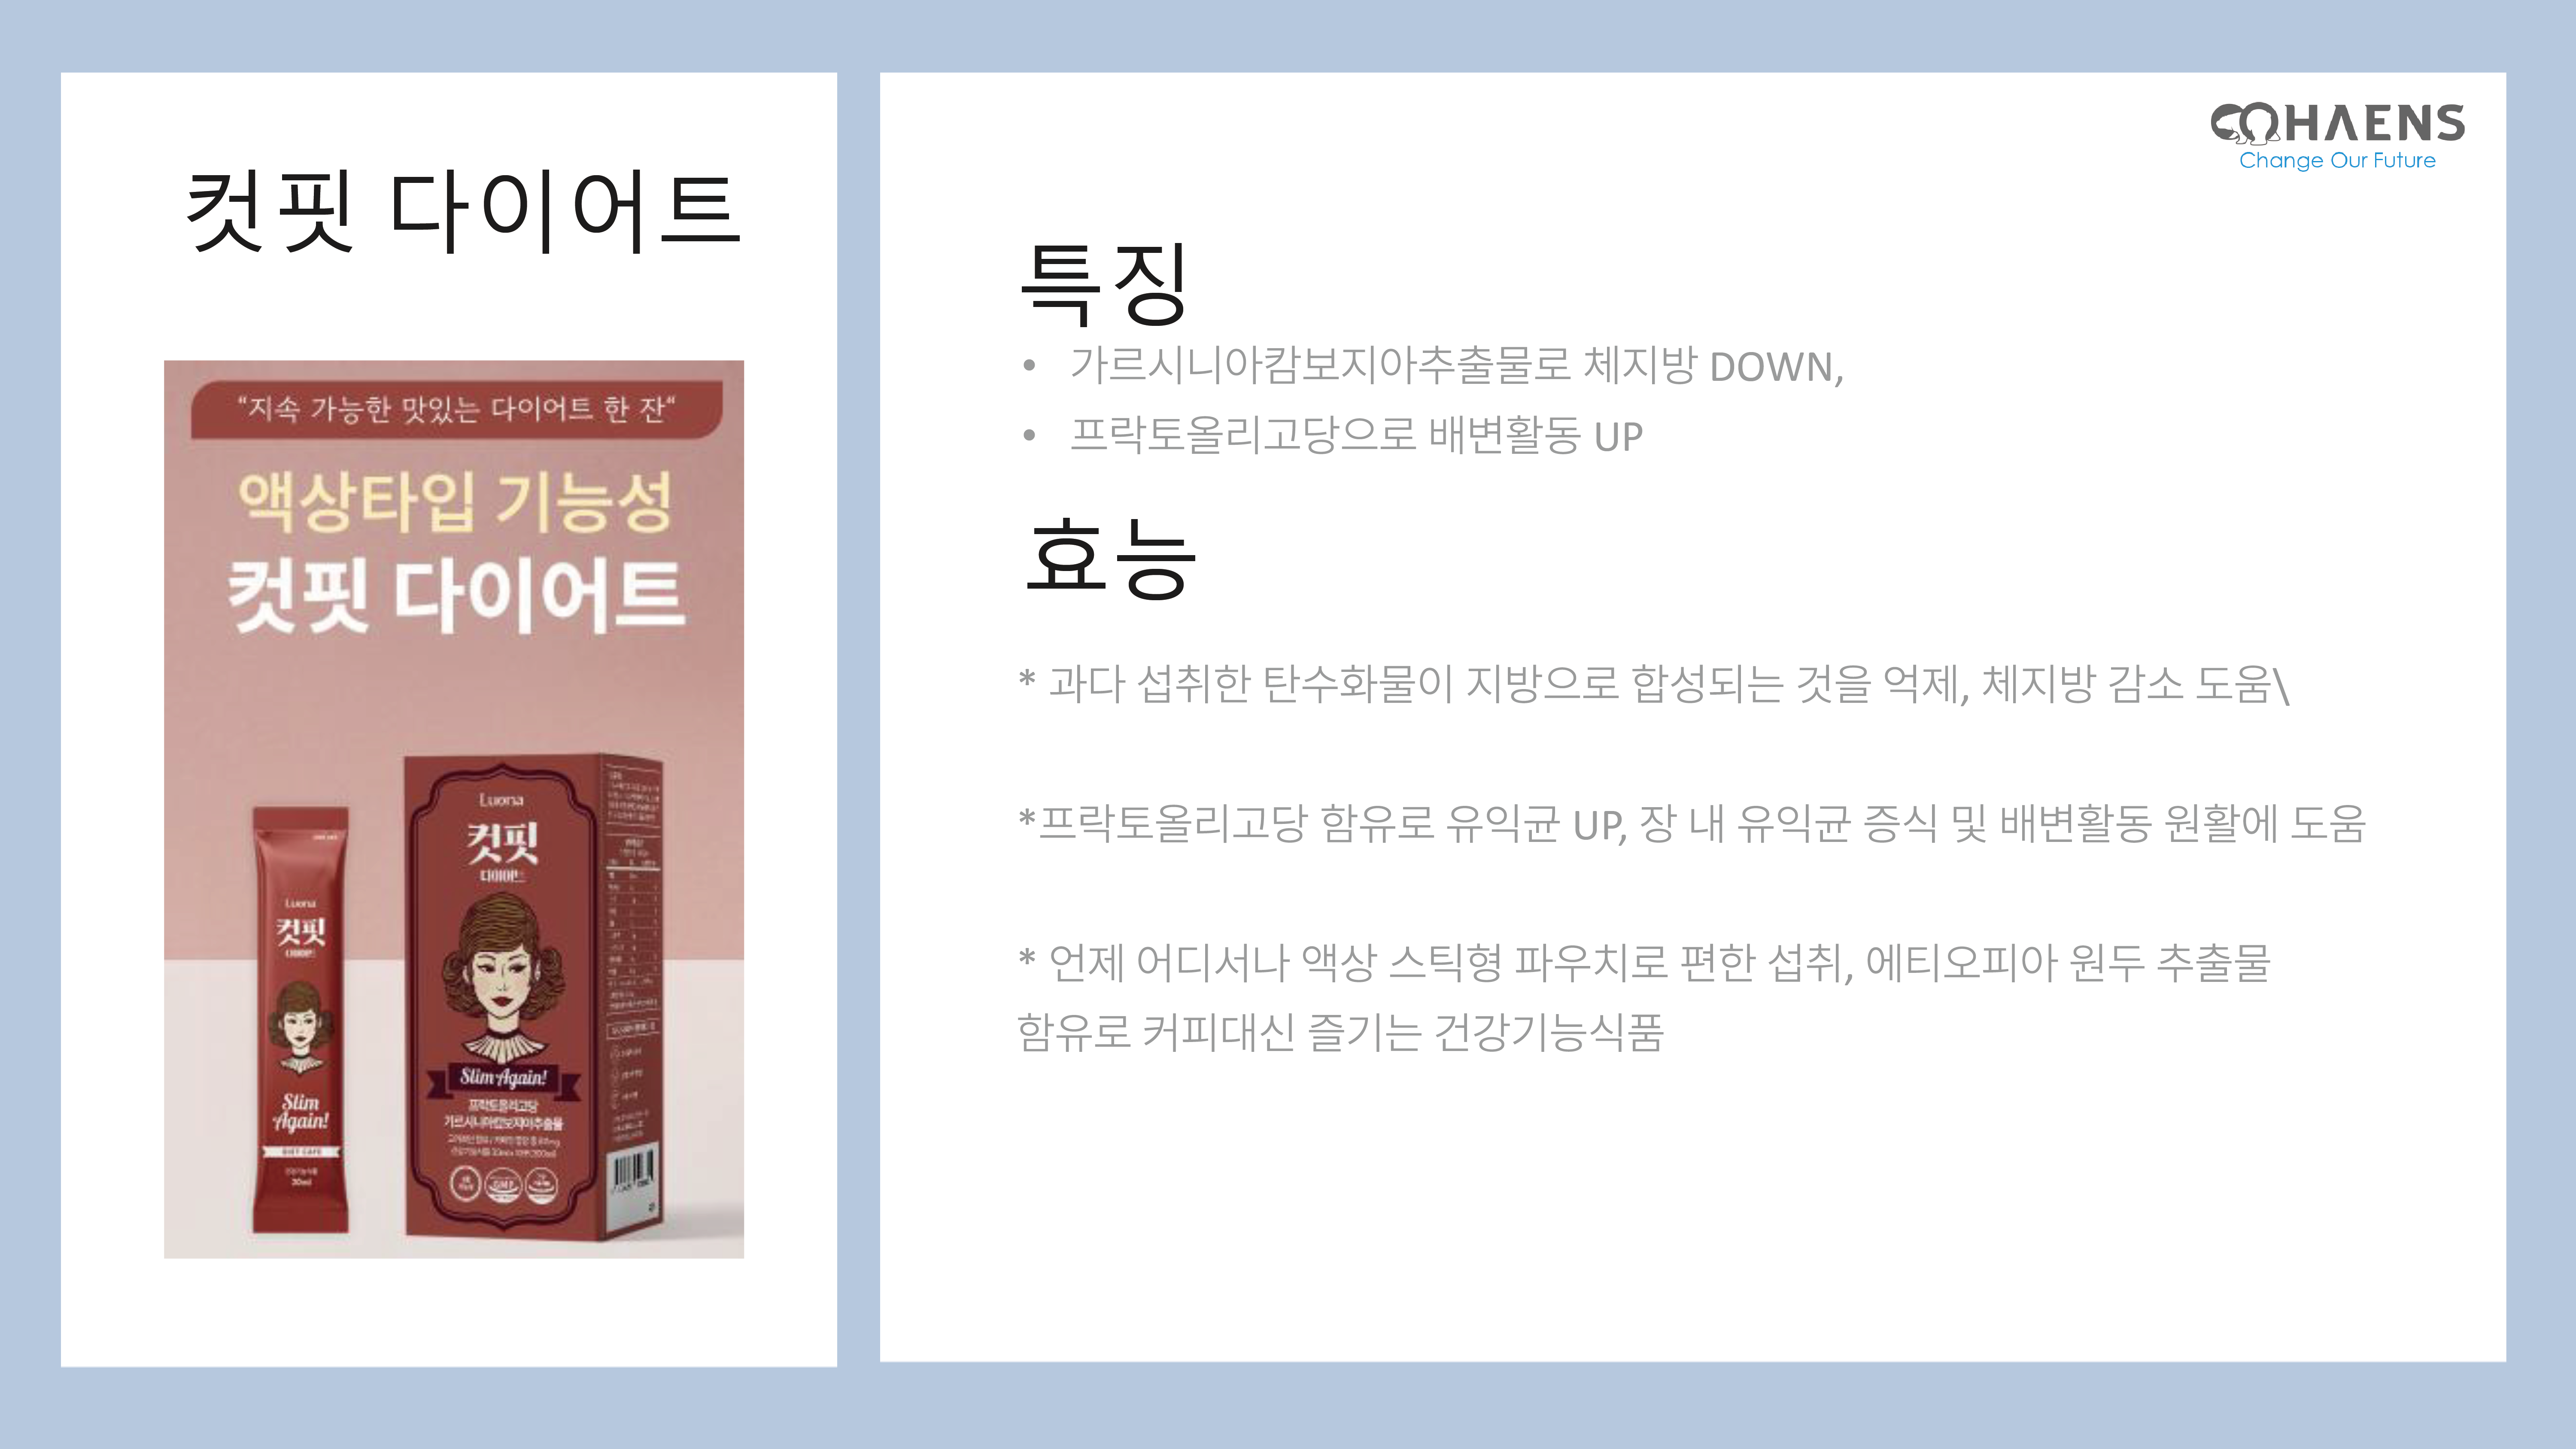 컷핏 다이어트
“지속 가능한 맛있는 다이어트 한 잔“
액상타입 기능성
컷핏 다이어트
Luona
컷핏
다이어트
Slim
Again!
DIET CAFE
건강기능식품
20ml
Luona
컷핏
다이어트
Slim Again!
프락토올리고당
가르시니아캄보지아추출물
GMP
HAENS
Change Our Future
특징
• 가르시니아캄보지아추출물로 체지방 DOWN,
• 프락토올리고당으로 배변활동 UP
효능
* 과다 섭취한 탄수화물이 지방으로 합성되는 것을 억제, 체지방 감소 도움\
*프락토올리고당 함유로 유익균 UP, 장 내 유익균 증식 및 배변활동 원활에 도움
* 언제 어디서나 액상 스틱형 파우치로 편한 섭취, 에티오피아 원두 추출물
함유로 커피대신 즐기는 건강기능식품